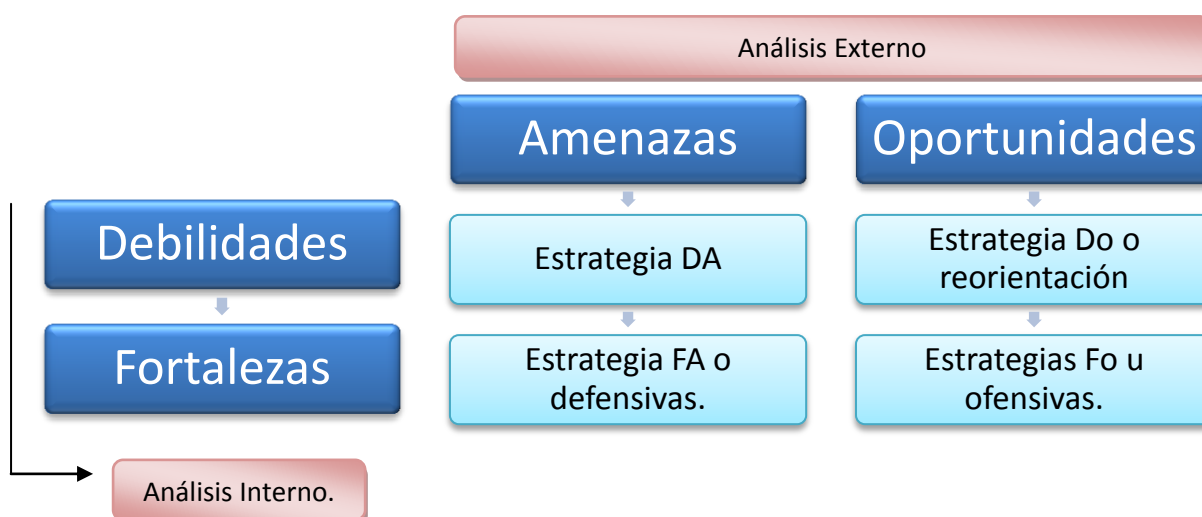 Análisis Externo
Amenazas
Oportunidades
Debilidades
Estrategia DA
Estrategia Do o
reorientación
Fortalezas
Estrategia FA o
defensivas.
Estrategias Fo u
ofensivas.
Análisis Interno.